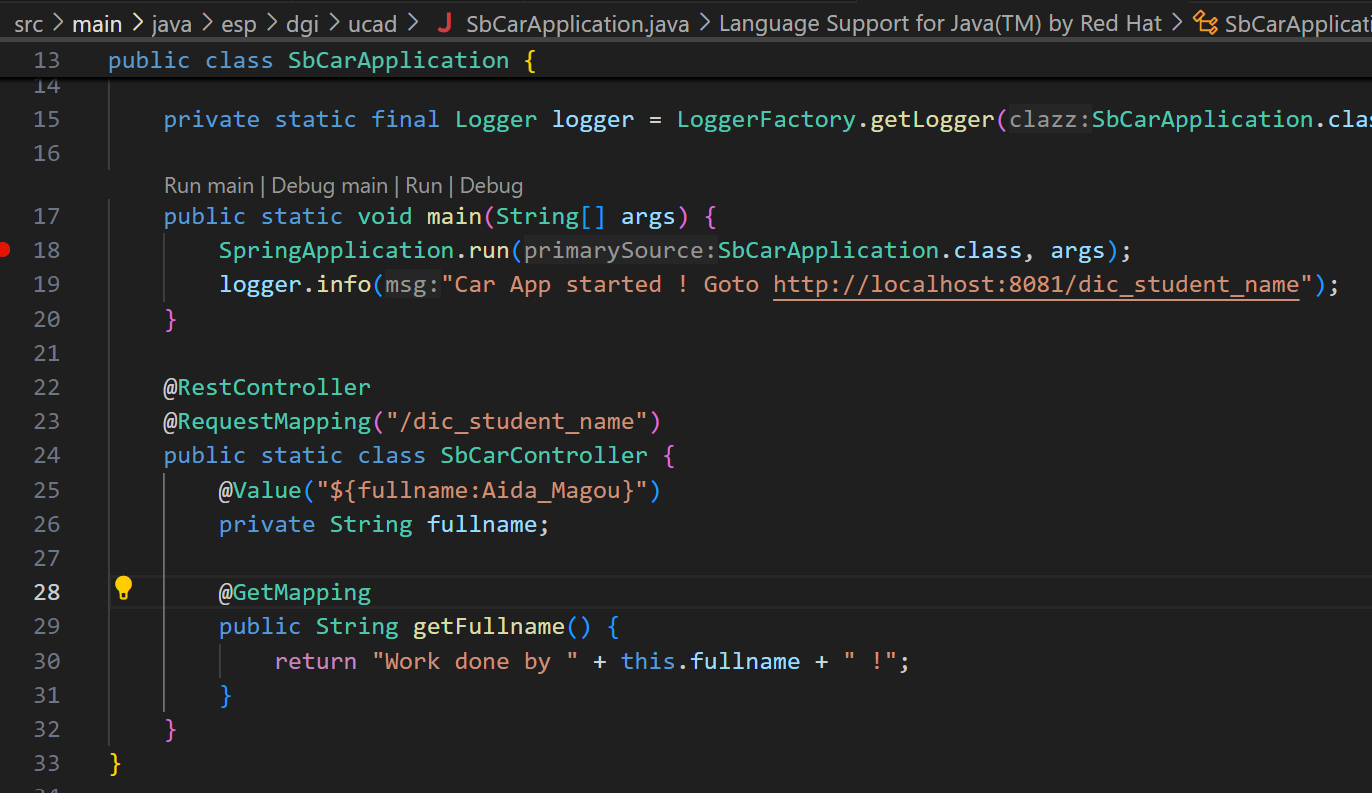 src > main > java > esp > dgi > ucad > J SbCarApplication.java > Language Support for Java(TM) by Red Hat > SbCarApplicati
13 public class SbCarApplication {
14
15 private static final Logger logger = LoggerFactory.getLogger(clazz:SbCarApplication.clas
16
Run main | Debug main | Run | Debug
17 public static void main(String[] args) {
18 SpringApplication.run(primarySource:SbCarApplication.class, args);
19 logger.info(msg:"Car App started ! Goto http://localhost:8081/dic_student_name");
20 }
21
22 @RestController
23 @RequestMapping("/dic_student_name")
24 public static class SbCarController {
25 @Value("${fullname:Aida_Magou}")
26 private String fullname;
27
28 @GetMapping
29 public String getFullname() {
30 return "Work done by " + this.fullname + " !";
31 }
32 }
33 }